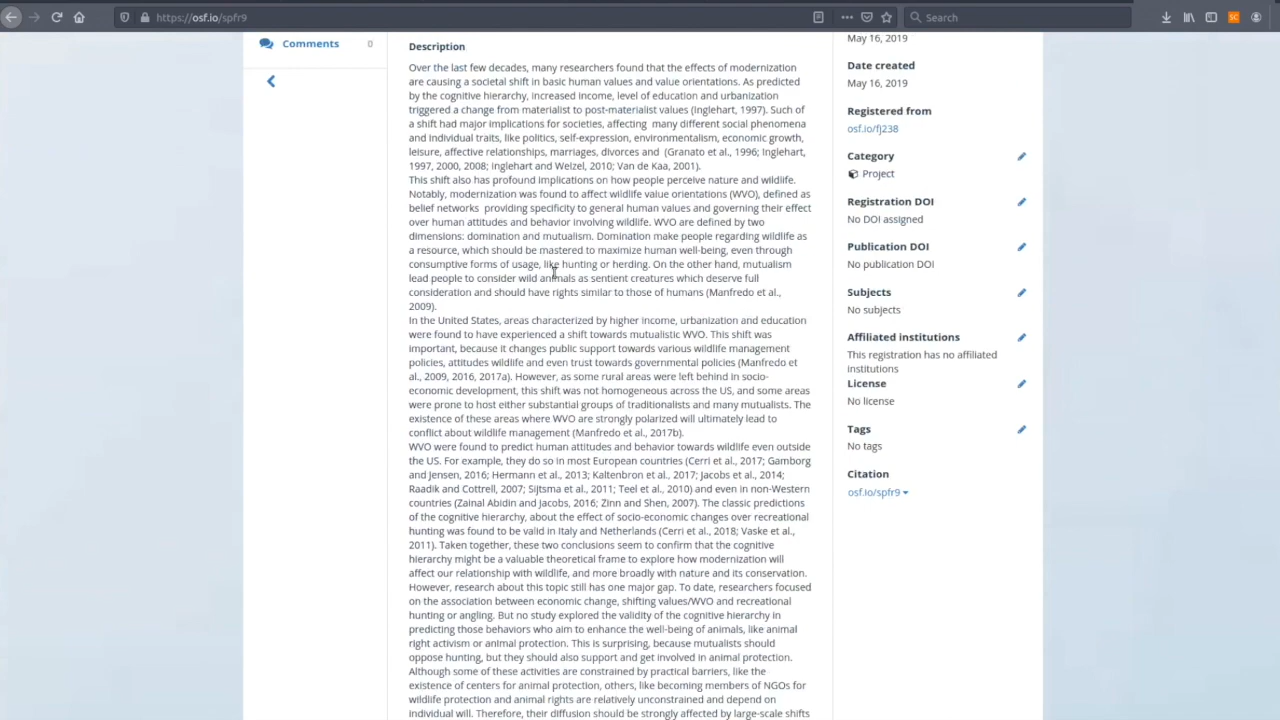 https://osf.io/spfr9
Search
Comments 0
Description
Over the last few decades, many researchers found that the effects of modernization
are causing a societal shift in basic human values and value orientations. As predicted
by the cognitive hierarchy, increased income, level of education and urbanization
triggered a change from materialist to post-materialist values (Inglehart, 1997). Such of
a shift had major implications for societies, affecting many different social phenomena
and individual traits, like politics, self-expression, environmentalism, economic growth,
leisure, affective relationships, marriages, divorces and (Granato et al., 1996; Inglehart,
1997, 2000, 2008; Inglehart and Welzel, 2010; Van de Kaa, 2001).
This shift also has profound implications on how people perceive nature and wildlife.
Notably, modernization was found to affect wildlife value orientations (WVO), defined as
belief networks providing specificity to general human values and governing their effect
over human attitudes and behavior involving wildlife. WVO are defined by two
dimensions: domination and mutualism. Domination make people regarding wildlife as
a resource, which should be mastered to maximize human well-being, even through
consumptive forms of usage, like hunting or herding. On the other hand, mutualism
lead people to consider wild animals as sentient creatures which deserve full
consideration and should have rights similar to those of humans (Manfredo et al.,
2009).
In the United States, areas characterized by higher income, urbanization and education
were found to have experienced a shift towards mutualistic WVO. This shift was
important, because it changes public support towards various wildlife management
policies, attitudes wildlife and even trust towards governmental policies (Manfredo et
al., 2009, 2016, 2017a). However, as some rural areas were left behind in socio-
economic development, this shift was not homogeneous across the US, and some areas
were prone to host either substantial groups of traditionalists and many mutualists. The
existence of these areas where WVO are strongly polarized will ultimately lead to
conflict about wildlife management (Manfredo et al., 2017b).
WVO were found to predict human attitudes and behavior towards wildlife even outside
the US. For example, they do so in most European countries (Cerri et al., 2017; Gamborg
and Jensen, 2016; Hermann et al., 2013; Kaltenbron et al., 2017; Jacobs et al., 2014;
Raadik and Cottrell, 2007; Sijtsma et al., 2011; Teel et al., 2010) and even in non-Western
countries (Zainal Abidin and Jacobs, 2016; Zinn and Shen, 2007). The classic predictions
of the cognitive hierarchy, about the effect of socio-economic changes over recreational
hunting was found to be valid in Italy and Netherlands (Cerri et al., 2018; Vaske et al.,
2011). Taken together, these two conclusions seem to confirm that the cognitive
hierarchy might be a valuable theoretical frame to explore how modernization will
affect our relationship with wildlife, and more broadly with nature and its conservation.
However, research about this topic still has one major gap. To date, researchers focused
on the association between economic change, shifting values/WVO and recreational
hunting or angling. But no study explored the validity of the cognitive hierarchy in
predicting those behaviors who aim to enhance the well-being of animals, like animal
right activism or animal protection. This is surprising, because mutualists should
oppose hunting, but they should also support and get involved in animal protection.
Although some of these activities are constrained by practical barriers, like the
existence of centers for animal protection, others, like becoming members of NGOs for
wildlife protection and animal rights are relatively unconstrained and depend on
individual will. Therefore, their diffusion should be strongly affected by large-scale shifts
May 16, 2019
Date created
May 16, 2019
Registered from
osf.io/fj238
Category
Project
Registration DOI
No DOI assigned
Publication DOI
No publication DOI
Subjects
No subjects
Affiliated institutions
This registration has no affiliated
institutions
License
No license
Tags
No tags
Citation
osf.io/spfr9